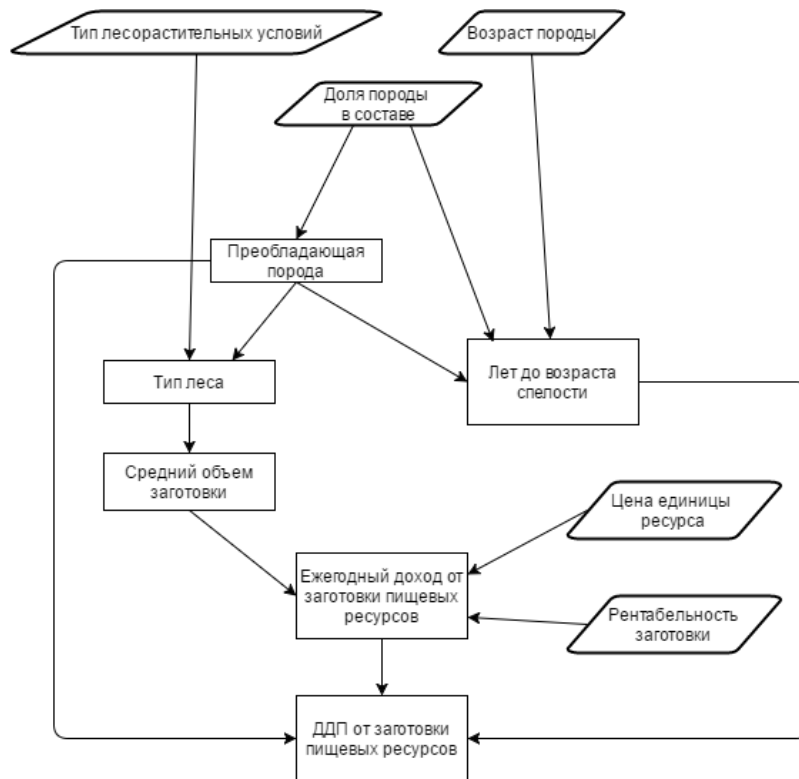 Тип лесорастительных условий
Возраст породы
Доля породы
в составе
Преобладающая
порода
Тип леса
Лет до возраста
спелости
Средний объем
заготовки
Цена единицы
ресурса
Ежегодный доход от
заготовки пищевых
ресурсов
Рентабельность
заготовки
ДДП от заготовки
пищевых ресурсов